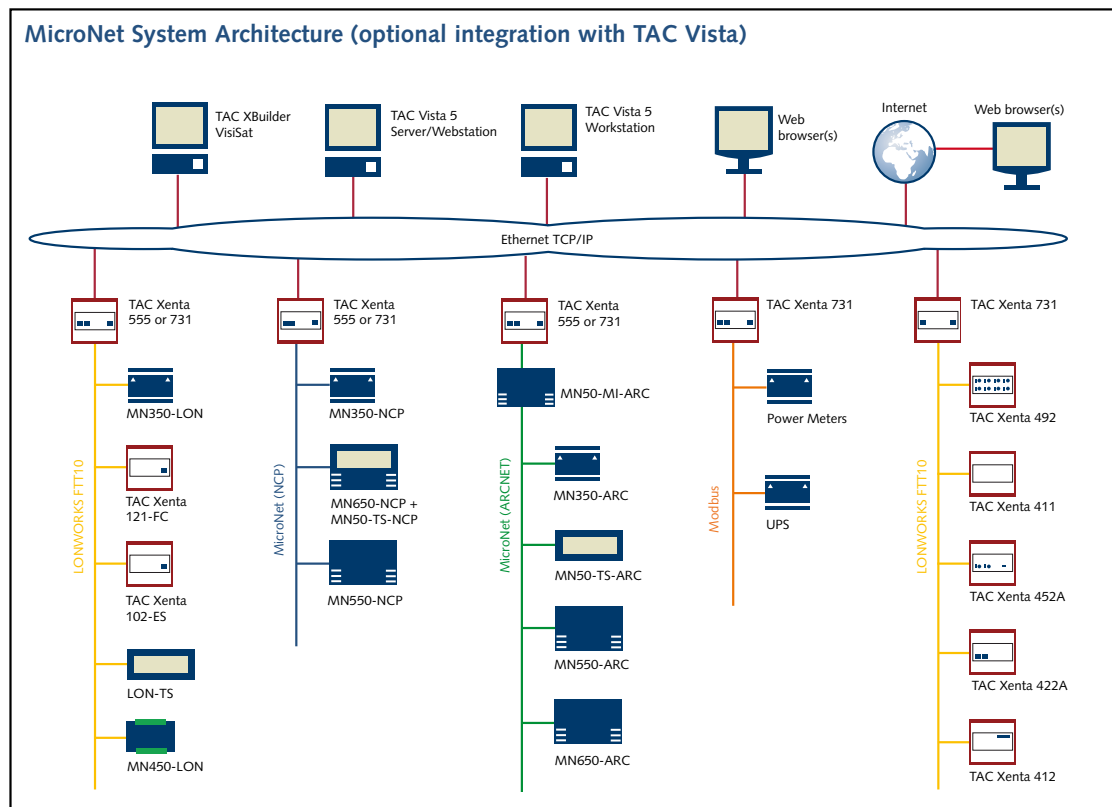 MicroNet System Architecture (optional integration with TAC Vista)
TAC XBuilder
VisiSat
TAC Vista 5
Server/Webstation
TAC Vista 5
Workstation
Web
browser(s)
Internet
Web browser(s)
Ethernet TCP/IP
TAC Xenta
555 or 731
TAC Xenta
555 or 731
TAC Xenta
555 or 731
TAC Xenta 731
TAC Xenta 731
LONWORKS FTT10
MN350-LON
TAC Xenta
121-FC
TAC Xenta
102-ES
LON-TS
MN450-LON
MicroNet (NCP)
MN350-NCP
MN650-NCP +
MN50-TS-NCP
MN550-NCP
MicroNet (ARCNET)
MN50-MI-ARC
MN350-ARC
MN50-TS-ARC
MN550-ARC
MN650-ARC
Modbus
Power Meters
UPS
LONWORKS FTT10
TAC Xenta 492
TAC Xenta 411
TAC Xenta 452A
TAC Xenta 422A
TAC Xenta 412